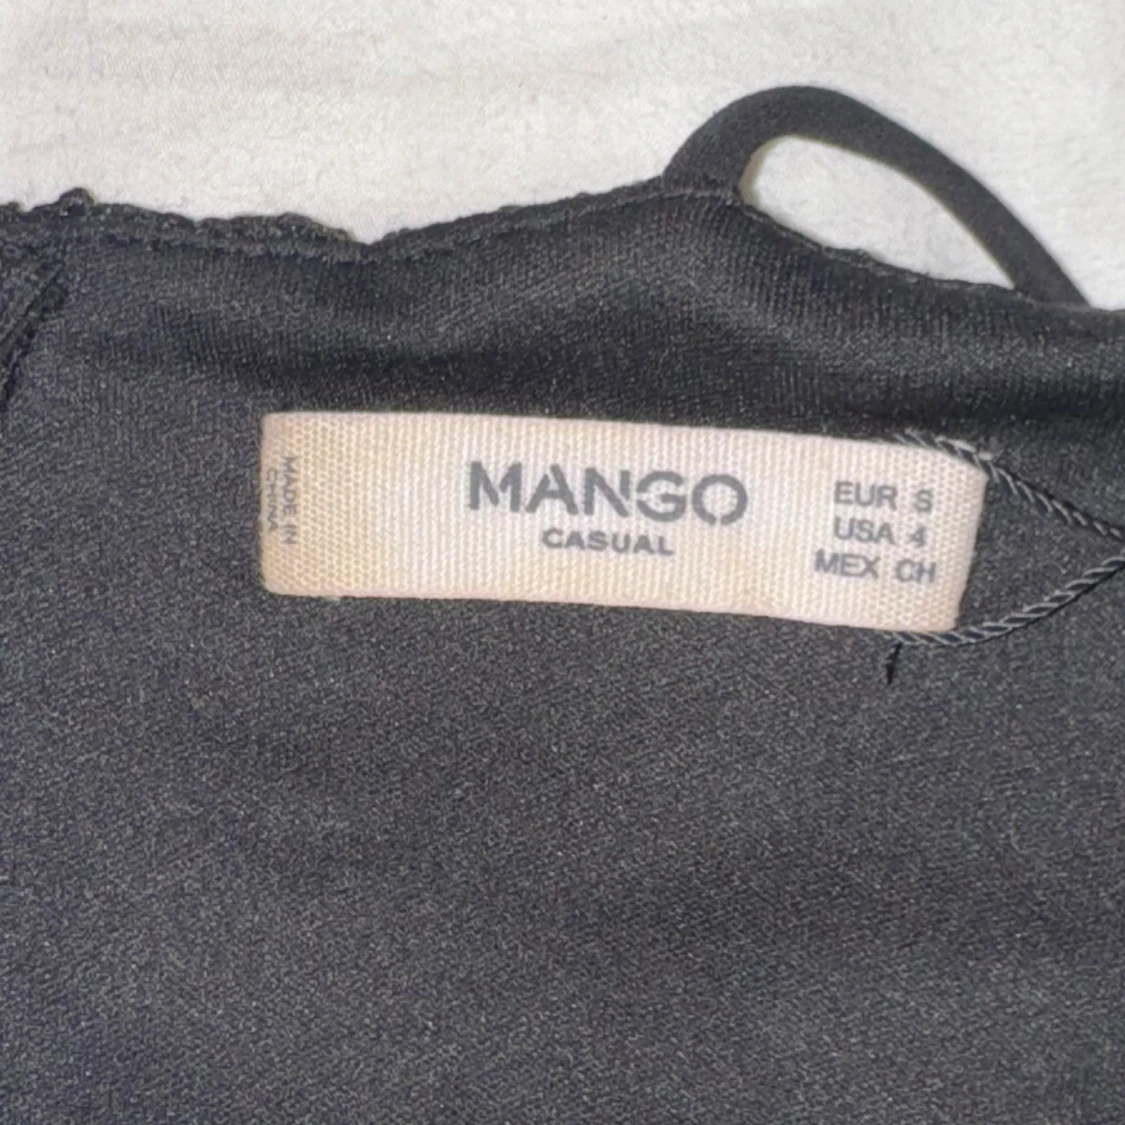 MADE IN
CHINA
MANGO
CASUAL
EUR S
USA 4
MEX CH